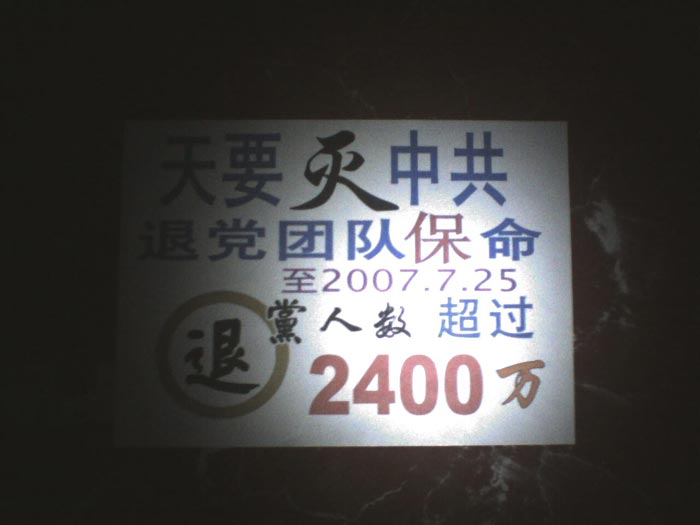 天要灭中共
退党团队保命
至2007.7.25
退 黨人数 超过
2400万